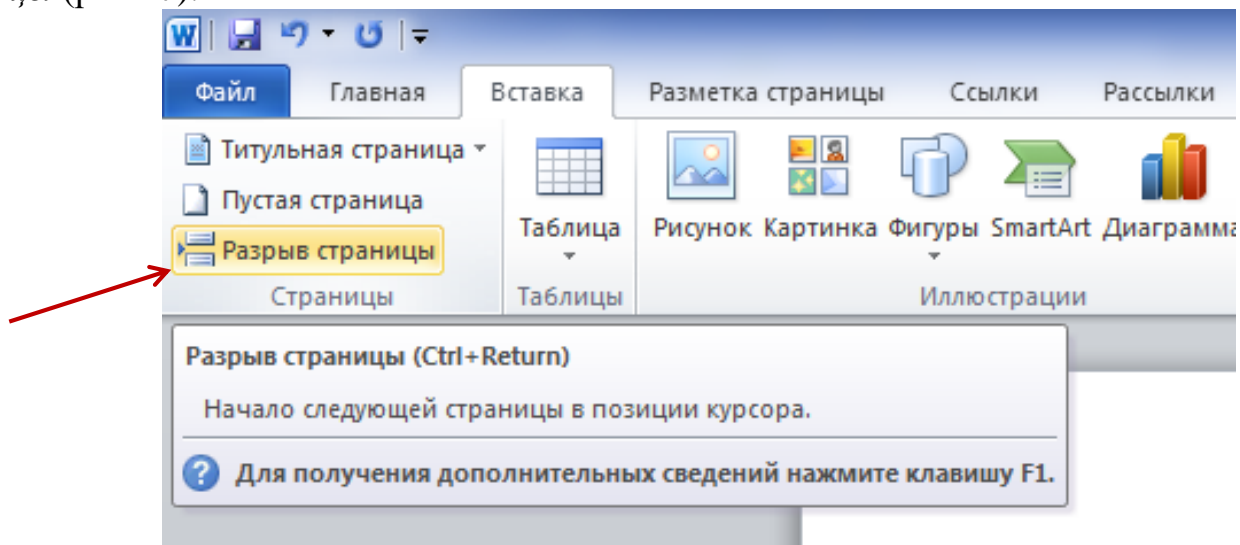 Файл Главная Вставка Разметка страницы Ссылки Рассылки
Титульная страница
Пустая страница
Разрыв страницы
Таблица Рисунок Картинка Фигуры SmartArt Диаграмма
Страницы Таблицы Иллюстрации
Разрыв страницы (Ctrl+Return)
Начало следующей страницы в позиции курсора.
Для получения дополнительных сведений нажмите клавишу F1.